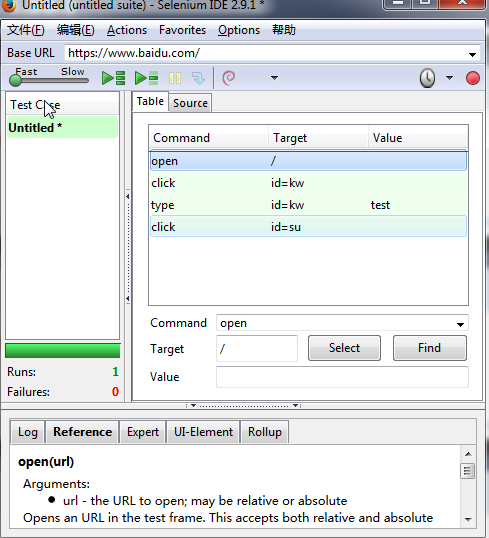 Untitled (untitled suite) - Selenium IDE 2.9.1 *
文件(F) 编辑(E) Actions Favorites Options 帮助
Base URL https://www.baidu.com/
Fast Slow
Test Case
Untitled *
Table Source
Command Target Value
open /
click id=kw
type id=kw test
click id=su
Command open
Target / Select Find
Value
Runs: 1
Failures: 0
Log Reference Expert UI-Element Rollup
open(url)
Arguments:
● url - the URL to open; may be relative or absolute
Opens an URL in the test frame. This accepts both relative and absolute